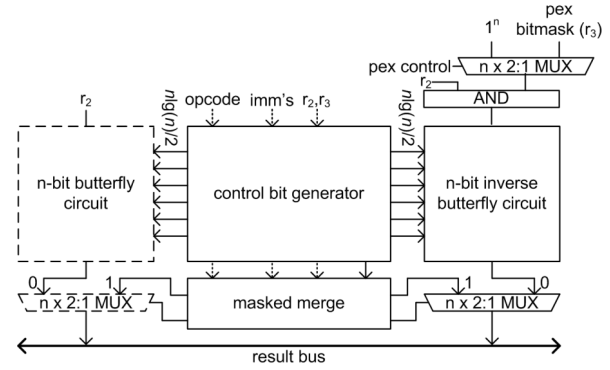 pex
1ⁿ bitmask (r₃)
pex control n x 2:1 MUX
r₂ AND
r₂ nlg(n)/2 opcode imm's r₂,r₃ nlg(n)/2
n-bit butterfly
circuit
control bit generator
n-bit inverse
butterfly circuit
0 1 1 0
n x 2:1 MUX masked merge n x 2:1 MUX
result bus